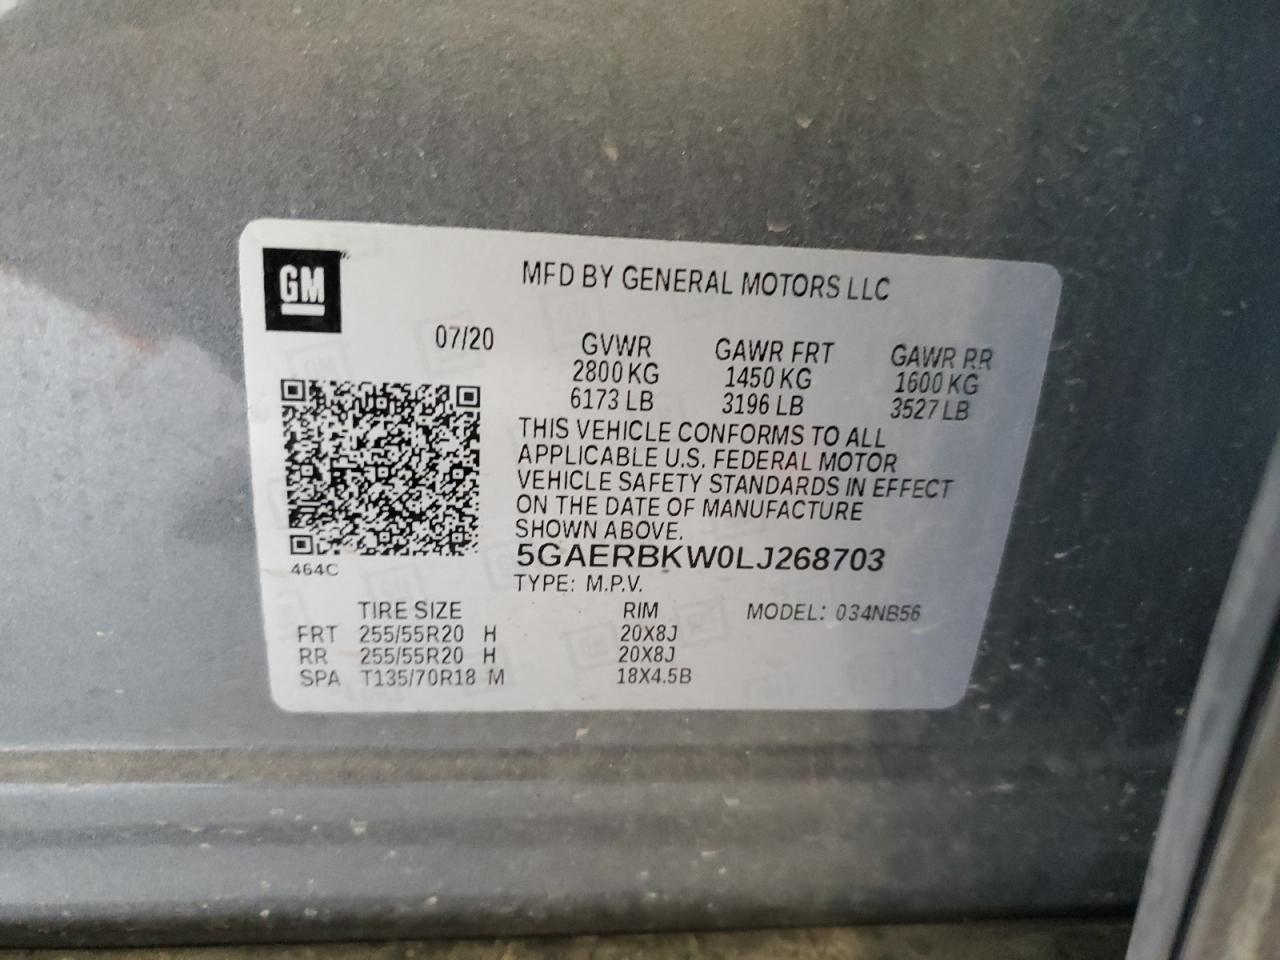 GM
MFD BY GENERAL MOTORS LLC
07/20 GVWR GAWR FRT GAWR RR
2800 KG 1450 KG 1600 KG
6173 LB 3196 LB 3527 LB
THIS VEHICLE CONFORMS TO ALL
APPLICABLE U.S. FEDERAL MOTOR
VEHICLE SAFETY STANDARDS IN EFFECT
ON THE DATE OF MANUFACTURE
SHOWN ABOVE.
5GAERBKW0LJ268703
464C
TYPE: M.P.V.
TIRE SIZE RIM MODEL: 034NB56
FRT 255/55R20 H 20X8J
RR 255/55R20 H 20X8J
SPA T135/70R18 M 18X4.5B